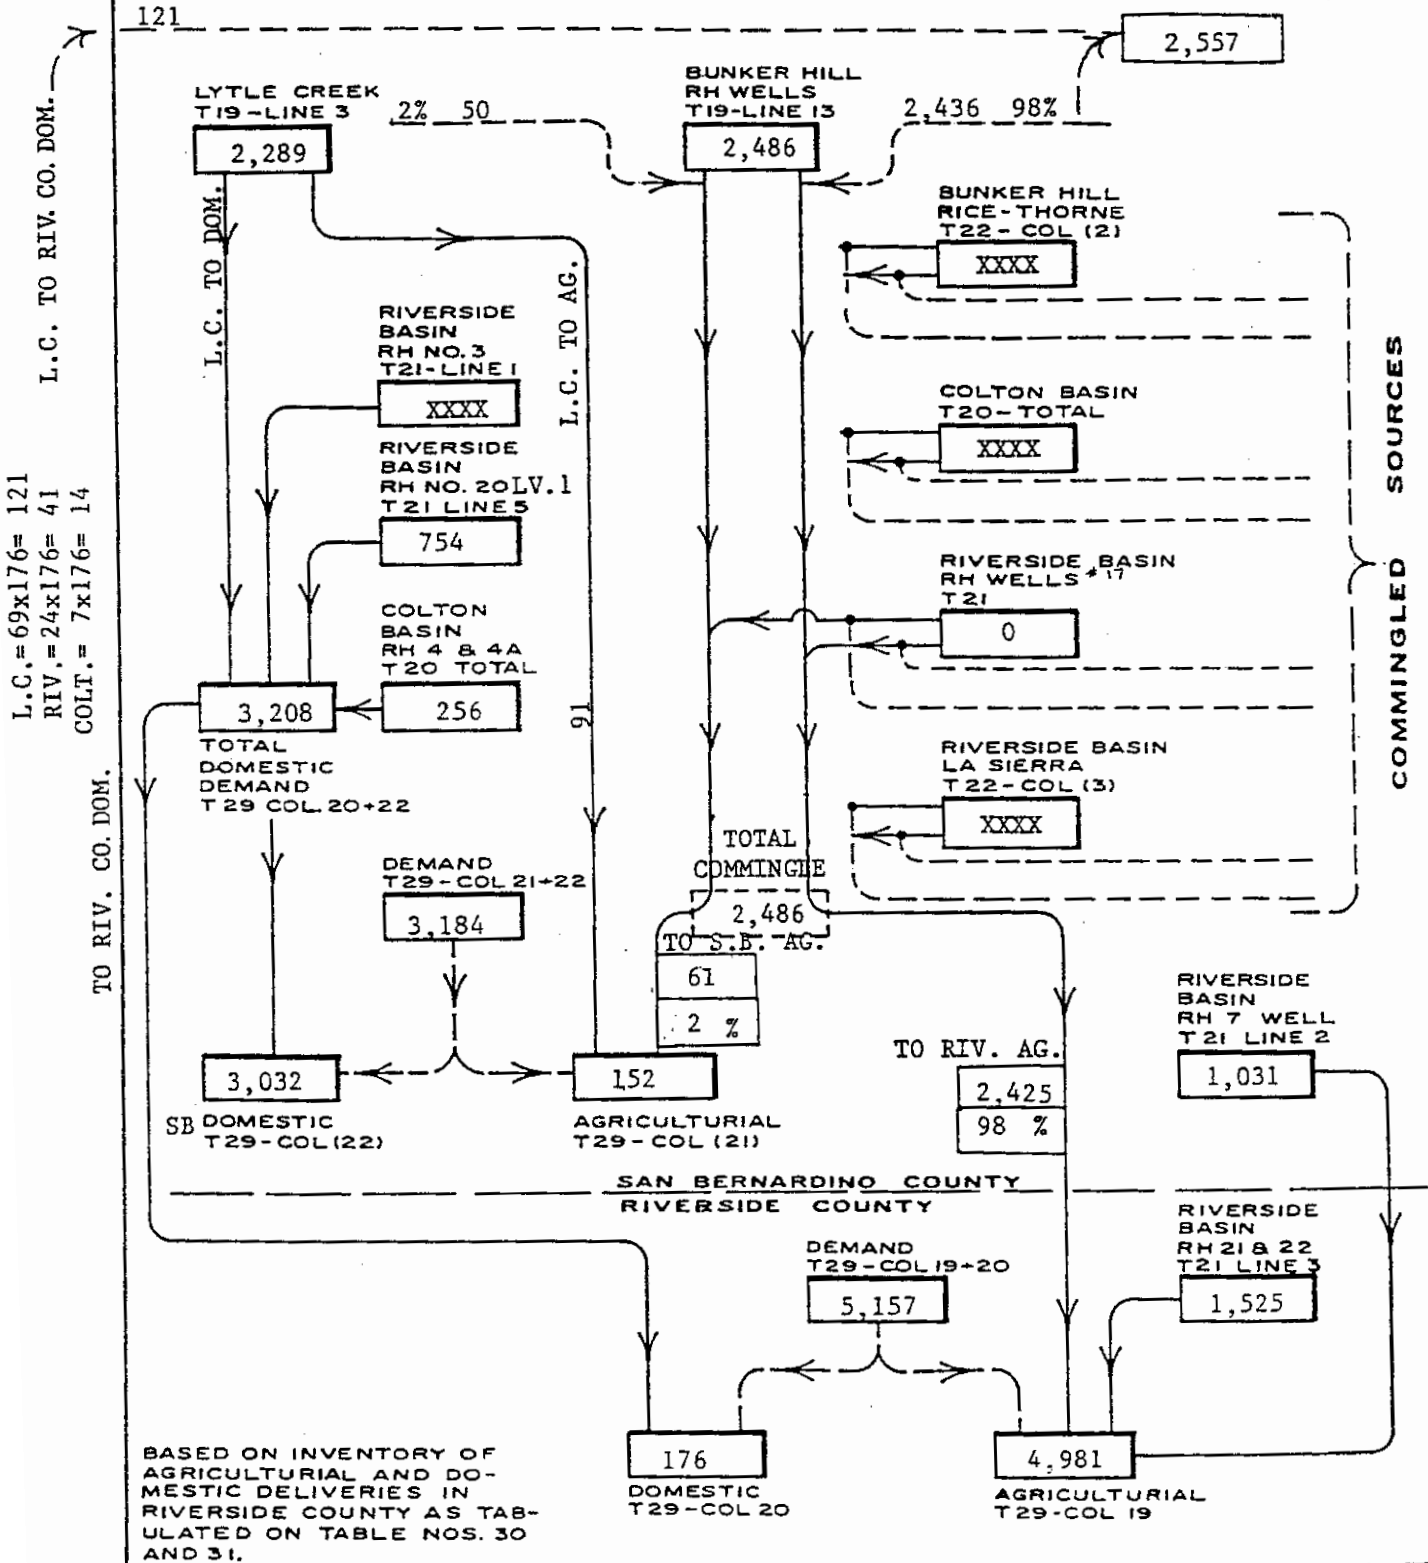 121
2,557
L.C. TO RIV. CO. DOM.
LYTLE CREEK
T19-LINE 3
2,289
2% 50
BUNKER HILL
RH WELLS
T19-LINE 13
2,486
2,436 98%
BUNKER HILL
RICE-THORNE
T22-COL (2)
XXXX
L.C. TO DOM.
L.C. TO AG.
RIVERSIDE
BASIN
RH NO. 3
T21-LINE 1
XXXX
COLTON BASIN
T20-TOTAL
XXXX
COMMINGLED SOURCES
RIVERSIDE
BASIN
RH NO. 20 LV.1
T21 LINE 5
754
L.C.=69x176= 121
RIV.=24x176= 41
COLT.= 7x176= 14
RIVERSIDE BASIN
RH WELLS #17
T21
0
COLTON
BASIN
RH 4 & 4A
T20 TOTAL
256
3,208
TOTAL
DOMESTIC
DEMAND
T29 COL. 20+22
91
RIVERSIDE BASIN
LA SIERRA
T22-COL (3)
XXXX
TO RIV. CO. DOM.
TOTAL
COMMINGLE
2,486
DEMAND
T29-COL 21+22
3,184
TO S.B. AG.
61
2 %
3,032
SB DOMESTIC
T29-COL (22)
152
AGRICULTURIAL
T29-COL (21)
TO RIV. AG.
2,425
98 %
RIVERSIDE
BASIN
RH 7 WELL
T21 LINE 2
1,031
SAN BERNARDINO COUNTY
RIVERSIDE COUNTY
DEMAND
T29-COL 19+20
5,157
RIVERSIDE
BASIN
RH 21 & 22
T21 LINE 3
1,525
176
DOMESTIC
T29-COL 20
4,981
AGRICULTURIAL
T29-COL 19
BASED ON INVENTORY OF
AGRICULTURIAL AND DO-
MESTIC DELIVERIES IN
RIVERSIDE COUNTY AS TAB-
ULATED ON TABLE NOS. 30
AND 31.